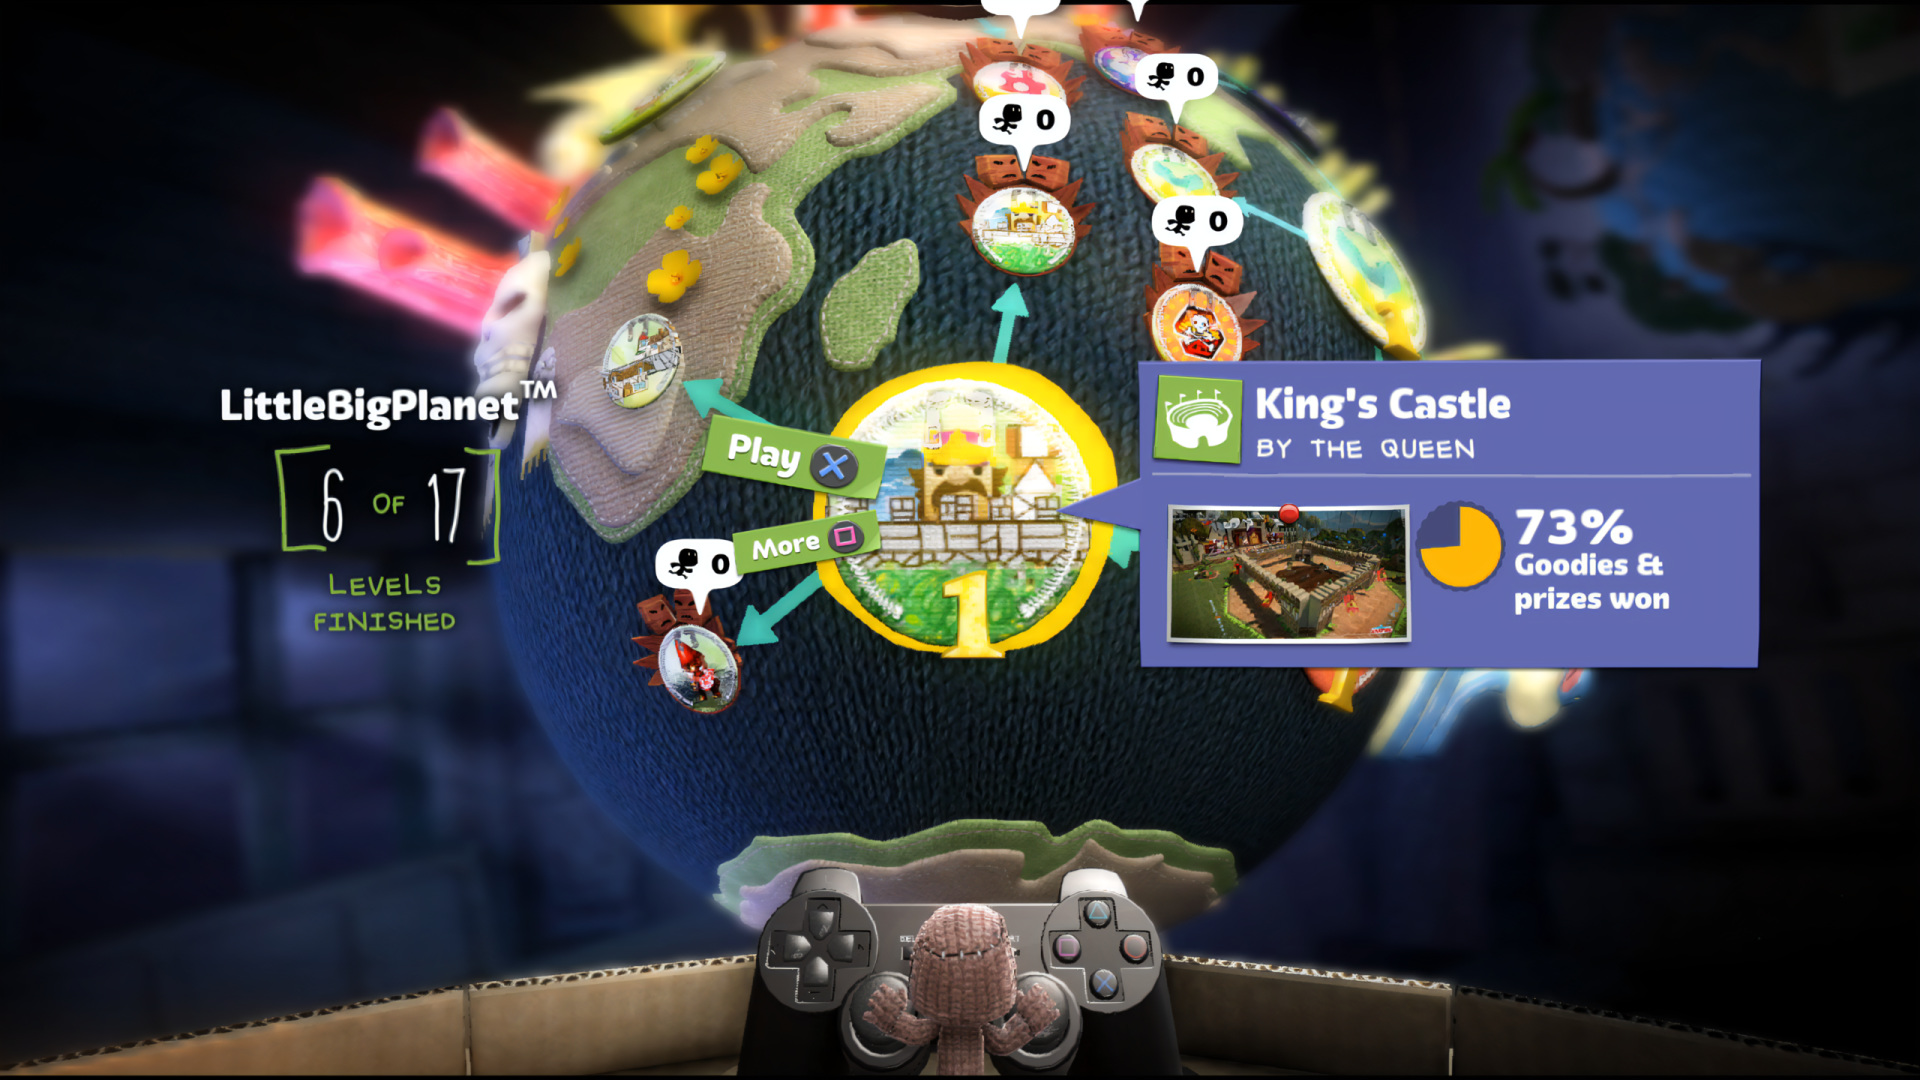 0
0
0
0
LittleBigPlanet™
6 OF 17
LEVELS
FINISHED
Play
More
0
1
King's Castle
BY THE QUEEN
73%
Goodies &
prizes won